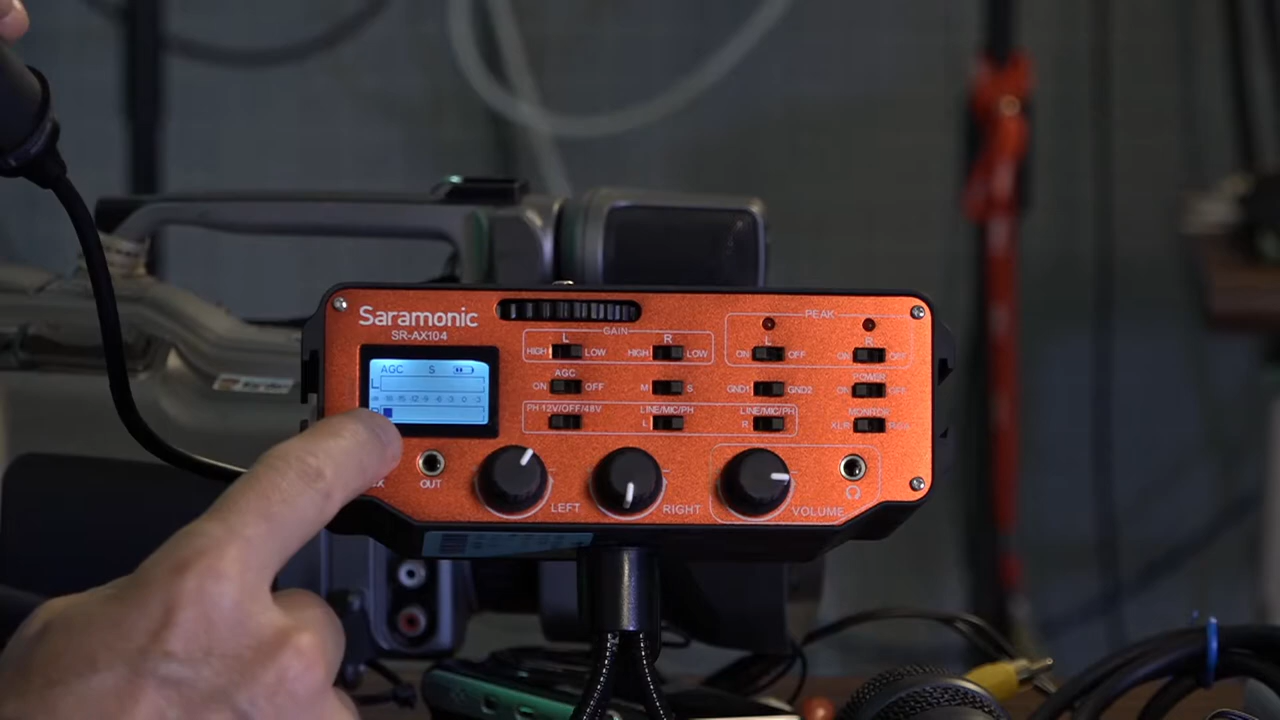 Saramonic
SR-AX104
GAIN
L
R
HIGH
LOW
HIGH
LOW
PEAK
L
R
ON
OFF
ON
OFF
AGC
S
L
AGC
ON
OFF
M
S
GND1
GND2
POWER
ON
OFF
PH 12V/OFF/48V
LINE/MIC/PH
L
LINE/MIC/PH
R
MONITOR
XLR
OUT
LEFT
RIGHT
VOLUME